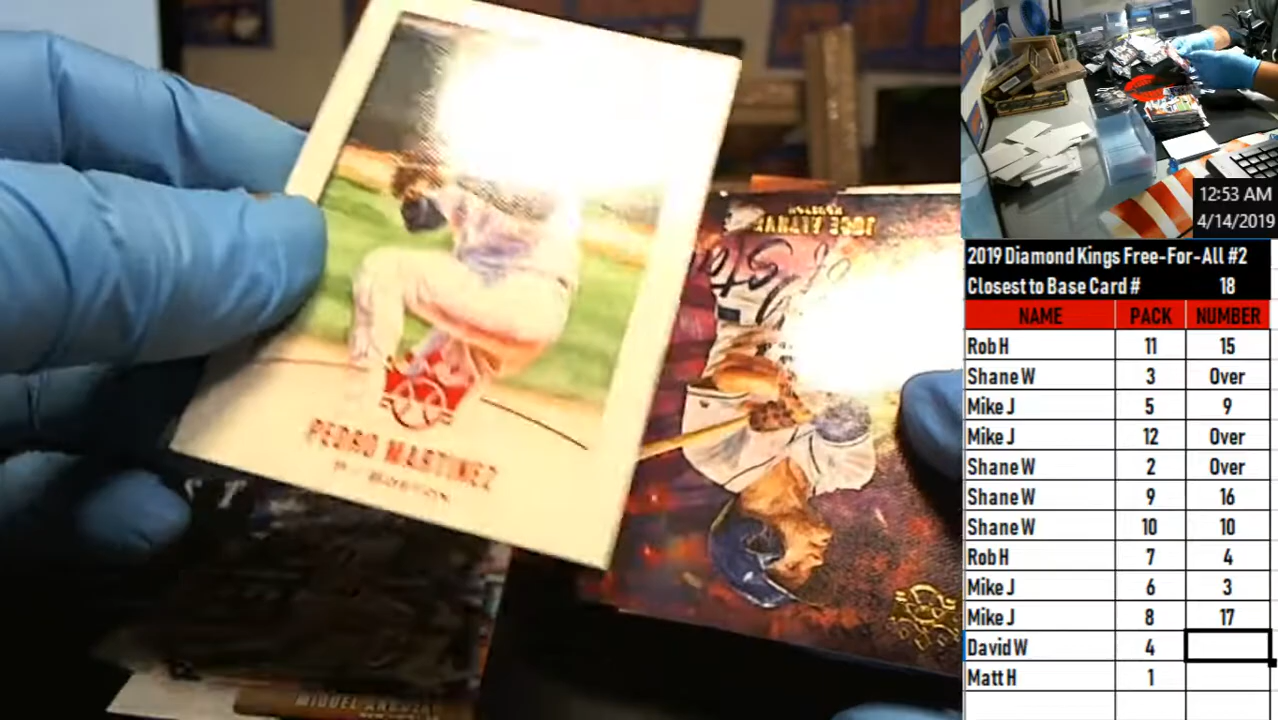 PEDRO MARTINEZ
P - BOSTON
JOSE ALTUVE
HOUSTON
MIGUEL
12:53 AM
4/14/2019
2019 Diamond Kings Free-For-All #2
Closest to Base Card # 18
NAME PACK NUMBER
Rob H 11 15
Shane W 3 Over
Mike J 5 9
Mike J 12 Over
Shane W 2 Over
Shane W 9 16
Shane W 10 10
Rob H 7 4
Mike J 6 3
Mike J 8 17
David W 4
Matt H 1